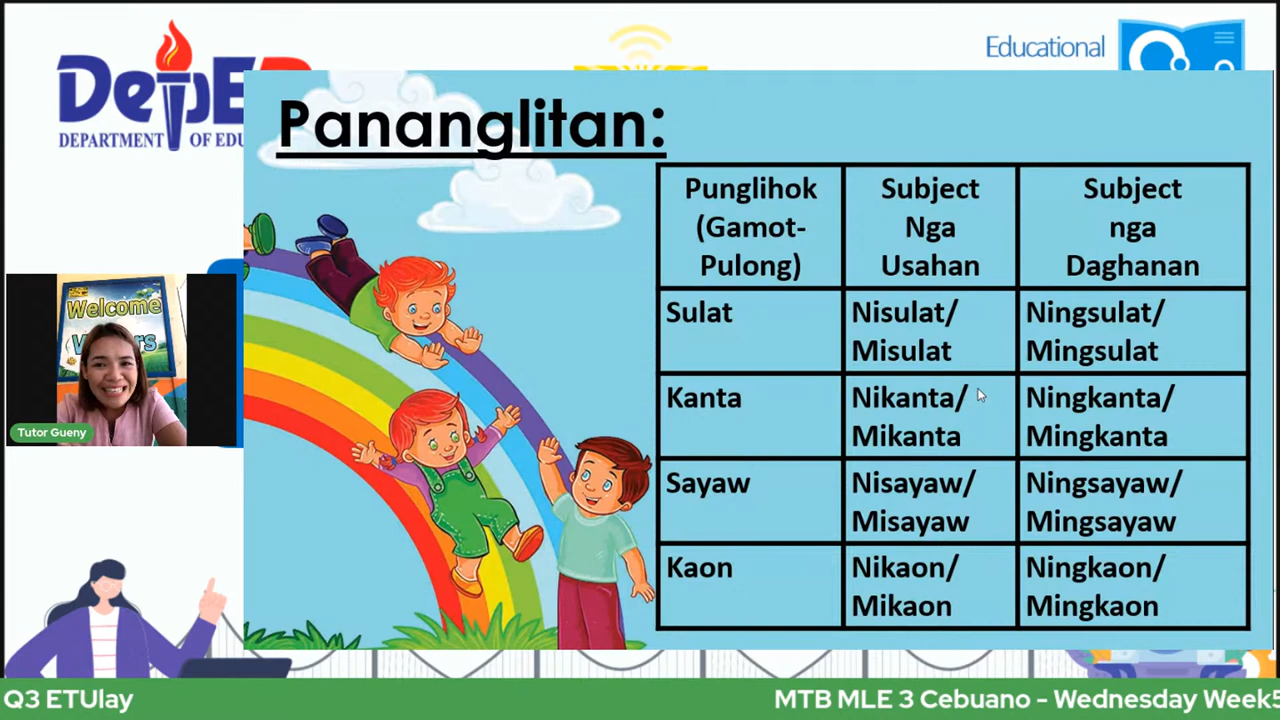 DepED
DEPARTMENT OF EDU
Educational
Pananglitan:
Punglihok
(Gamot-
Pulong)
Subject
Nga
Usahan
Subject
nga
Daghanan
Sulat
Nisulat/
Misulat
Ningsulat/
Mingsulat
Kanta
Nikanta/
Mikanta
Ningkanta/
Mingkanta
Sayaw
Nisayaw/
Misayaw
Ningsayaw/
Mingsayaw
Kaon
Nikaon/
Mikaon
Ningkaon/
Mingkaon
Welcome
Tutor Gueny
Q3 ETUlay
MTB MLE 3 Cebuano - Wednesday Week5